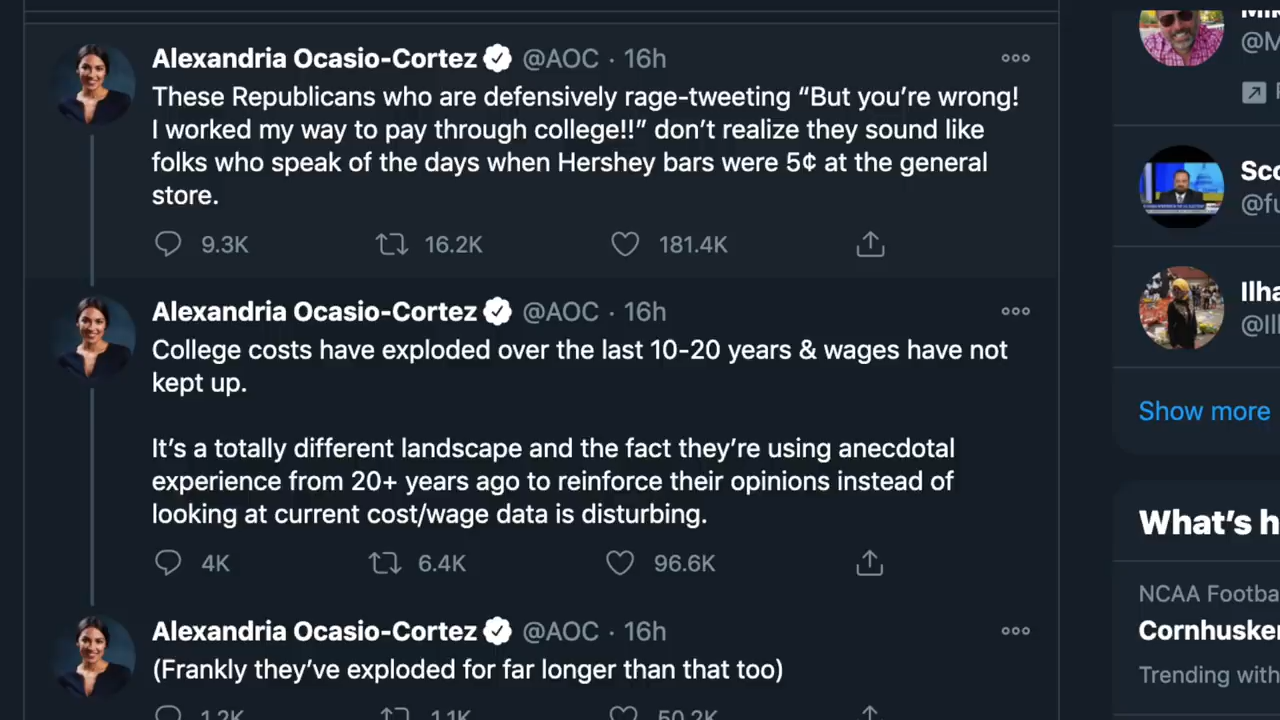 Alexandria Ocasio-Cortez @AOC · 16h
These Republicans who are defensively rage-tweeting “But you’re wrong!
I worked my way to pay through college!!” don’t realize they sound like
folks who speak of the days when Hershey bars were 5¢ at the general
store.
9.3K 16.2K 181.4K
Alexandria Ocasio-Cortez @AOC · 16h
College costs have exploded over the last 10-20 years & wages have not
kept up.
It’s a totally different landscape and the fact they’re using anecdotal
experience from 20+ years ago to reinforce their opinions instead of
looking at current cost/wage data is disturbing.
4K 6.4K 96.6K
Alexandria Ocasio-Cortez @AOC · 16h
(Frankly they’ve exploded for far longer than that too)
1.2K 1.1K 50.2K
@M
Sc
@fu
Ilha
@Il
Show more
What’s h
NCAA Footba
Cornhusker
Trending with